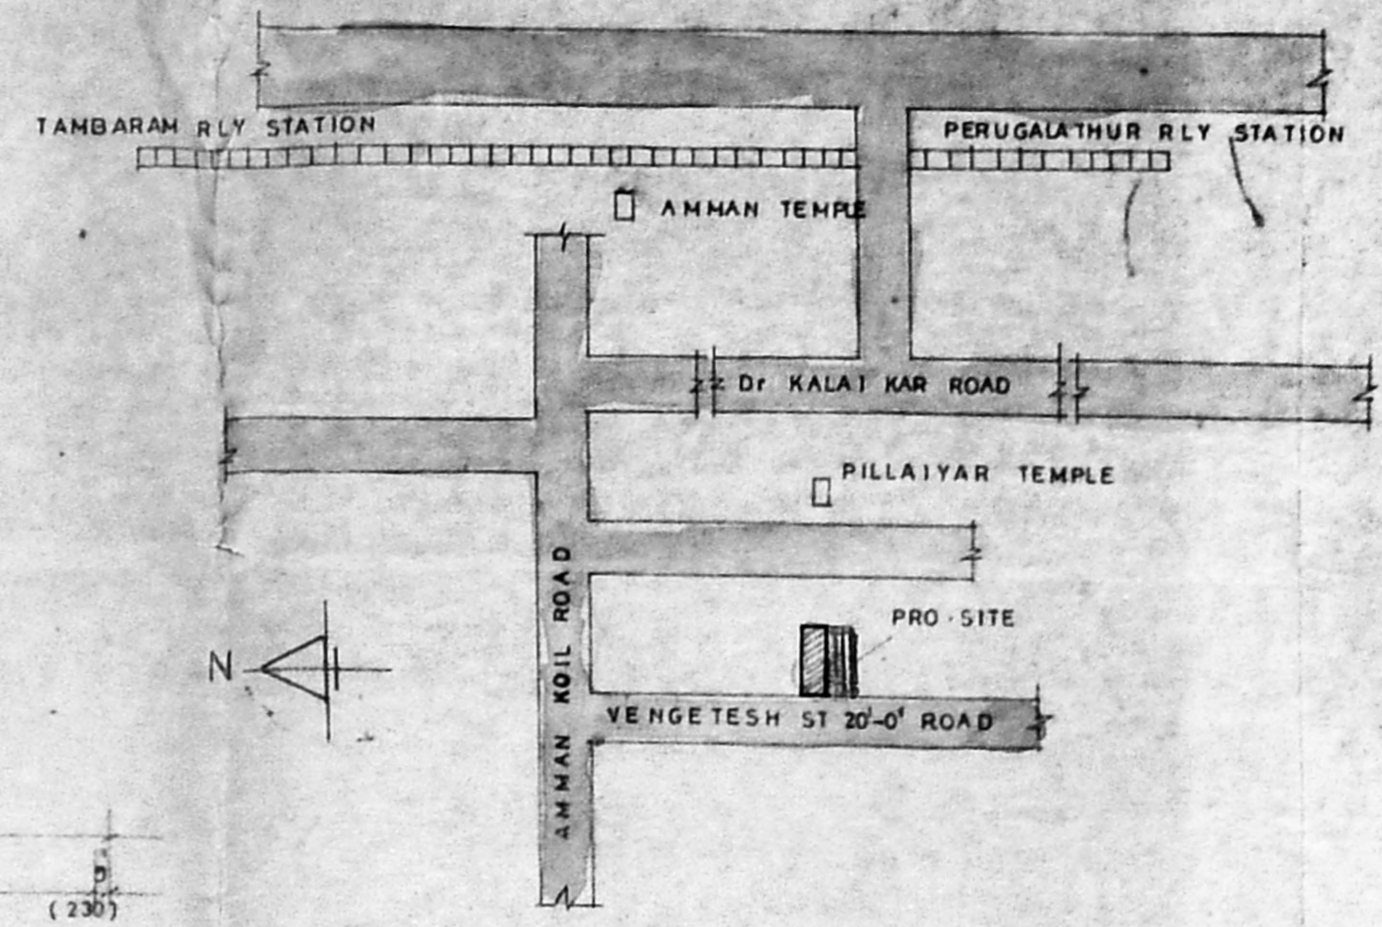 TAMBARAM RLY STATION
PERUGALATHUR RLY STATION
AMMAN TEMPLE
Dr KALAI KAR ROAD
PILLAIYAR TEMPLE
AMMAN KOIL ROAD
PRO.SITE
N
VENGETESH ST 20'-0" ROAD
(230)